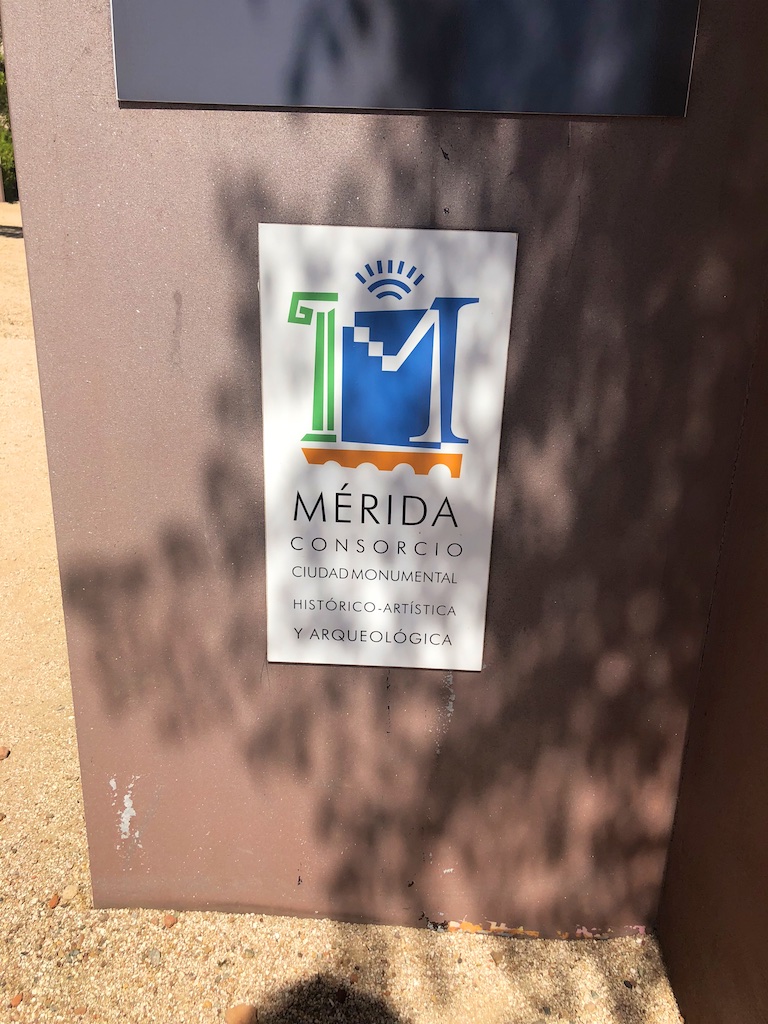 MÉRIDA
CONSORCIO
CIUDAD MONUMENTAL
HISTÓRICO-ARTÍSTICA
Y ARQUEOLÓGICA